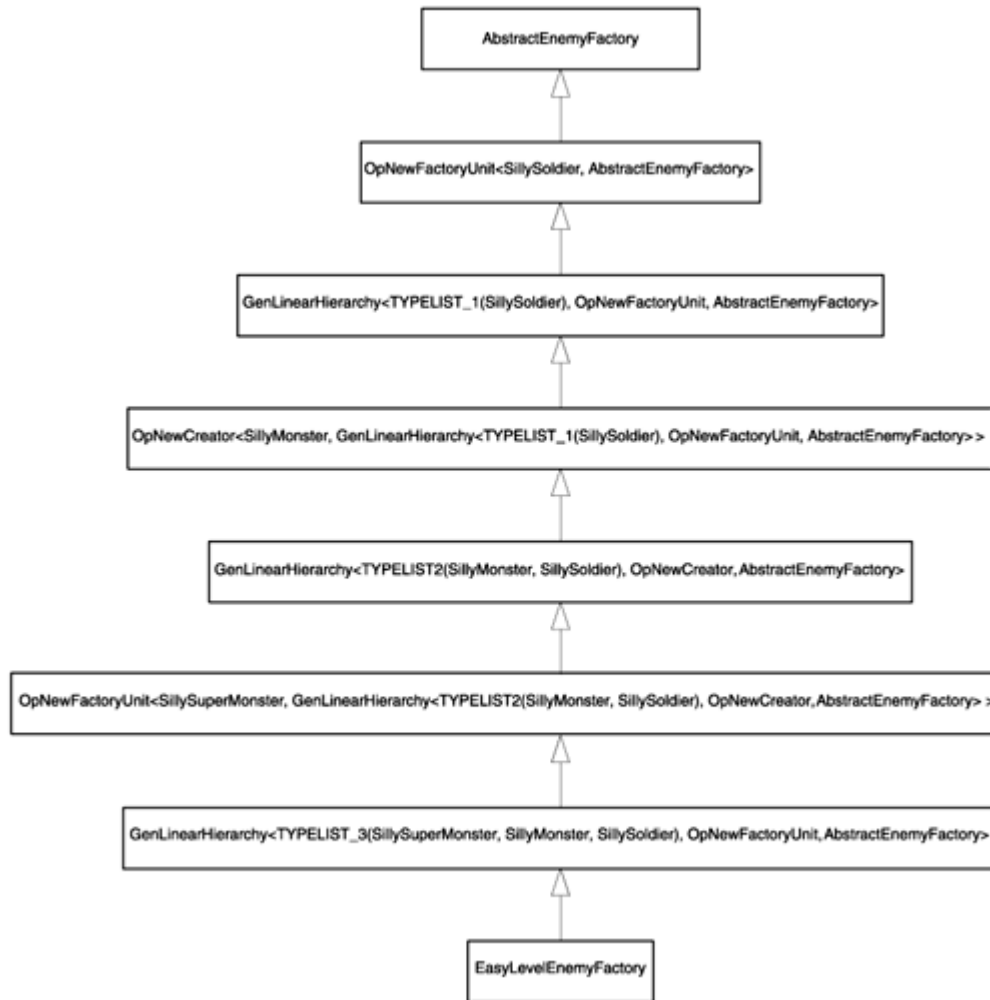 AbstractEnemyFactory
OpNewFactoryUnit<SillySoldier, AbstractEnemyFactory>
GenLinearHierarchy<TYPELIST_1(SillySoldier), OpNewFactoryUnit, AbstractEnemyFactory>
OpNewCreator<SillyMonster, GenLinearHierarchy<TYPELIST_1(SillySoldier), OpNewFactoryUnit, AbstractEnemyFactory> >
GenLinearHierarchy<TYPELIST2(SillyMonster, SillySoldier), OpNewCreator,AbstractEnemyFactory>
OpNewFactoryUnit<SillySuperMonster, GenLinearHierarchy<TYPELIST2(SillyMonster, SillySoldier), OpNewCreator,AbstractEnemyFactory> >
GenLinearHierarchy<TYPELIST_3(SillySuperMonster, SillyMonster, SillySoldier), OpNewFactoryUnit,AbstractEnemyFactory>
EasyLevelEnemyFactory